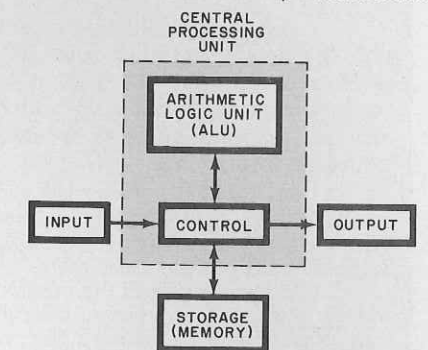 CENTRAL
PROCESSING
UNIT
ARITHMETIC
LOGIC UNIT
(ALU)
INPUT
CONTROL
OUTPUT
STORAGE
(MEMORY)